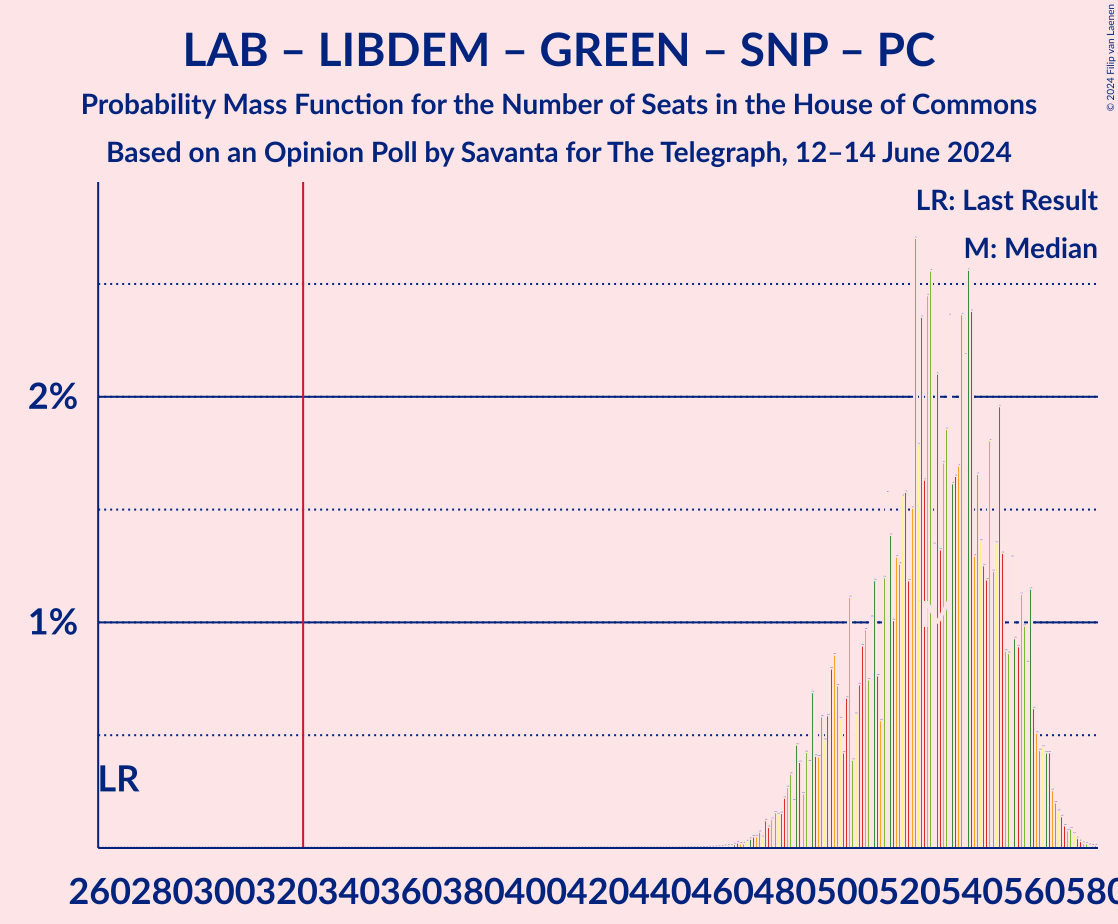 LAB – LIBDEM – GREEN – SNP – PC
Probability Mass Function for the Number of Seats in the House of Commons
Based on an Opinion Poll by Savanta for The Telegraph, 12–14 June 2024
© 2024 Filip van Laenen
LR: Last Result
M: Median
2%
1%
LR
260280300320340360380400420440460480500520540560580